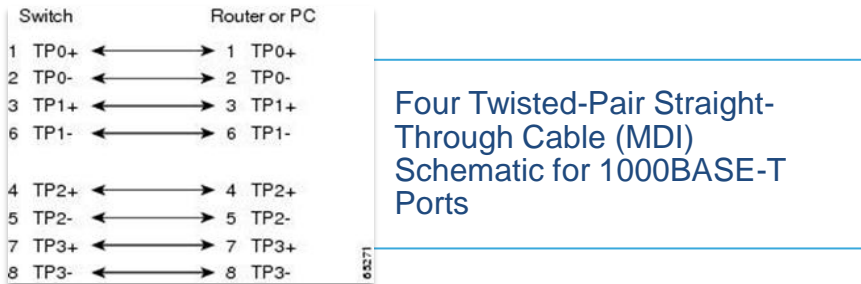 Switch Router or PC
1 TP0+ 1 TP0+
2 TP0- 2 TP0-
3 TP1+ 3 TP1+
6 TP1- 6 TP1-
4 TP2+ 4 TP2+
5 TP2- 5 TP2-
7 TP3+ 7 TP3+
8 TP3- 8 TP3-
65271
Four Twisted-Pair Straight-
Through Cable (MDI)
Schematic for 1000BASE-T
Ports